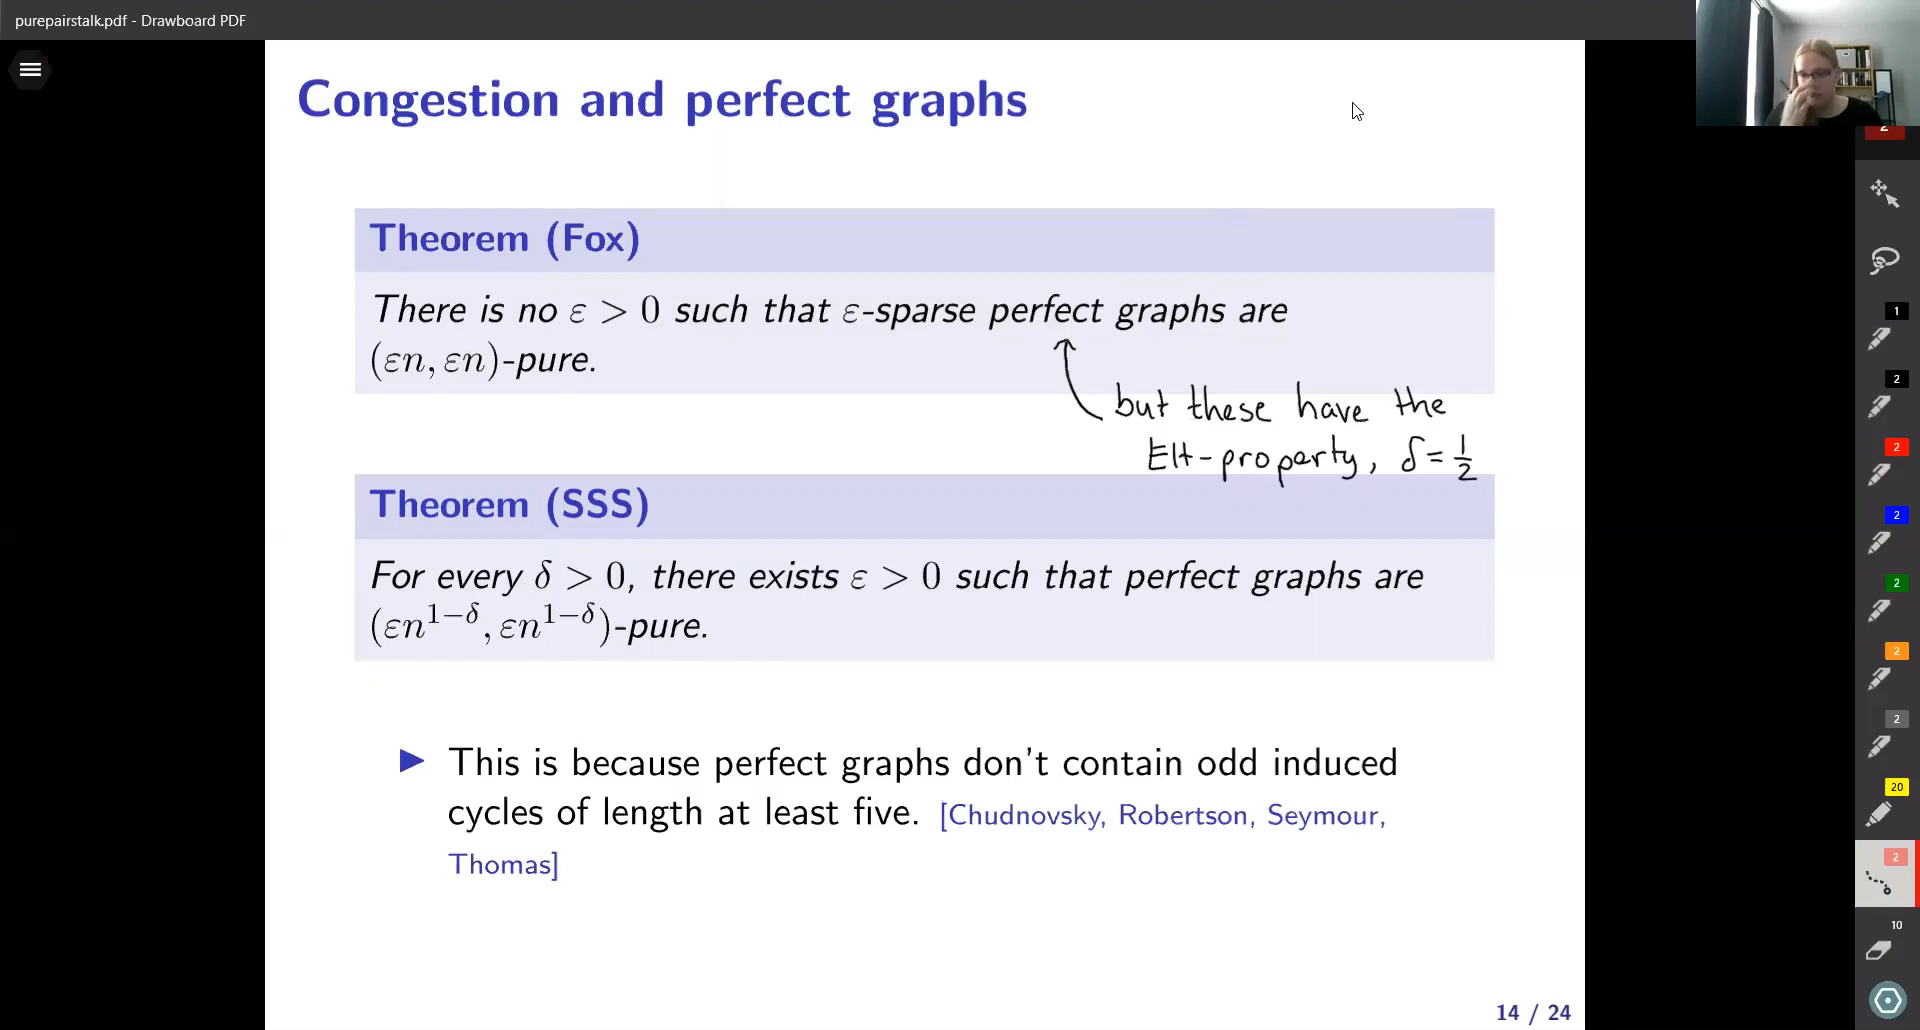 purepairstalk.pdf - Drawboard PDF
Congestion and perfect graphs
Theorem (Fox)
There is no ε > 0 such that ε-sparse perfect graphs are
(εn, εn)-pure.
but these have the
EH-property, δ = 1/2
Theorem (SSS)
For every δ > 0, there exists ε > 0 such that perfect graphs are
(εn^{1−δ}, εn^{1−δ})-pure.
▶ This is because perfect graphs don't contain odd induced
cycles of length at least five. [Chudnovsky, Robertson, Seymour,
Thomas]
14 / 24
2
1
2
2
2
2
2
2
20
2
10